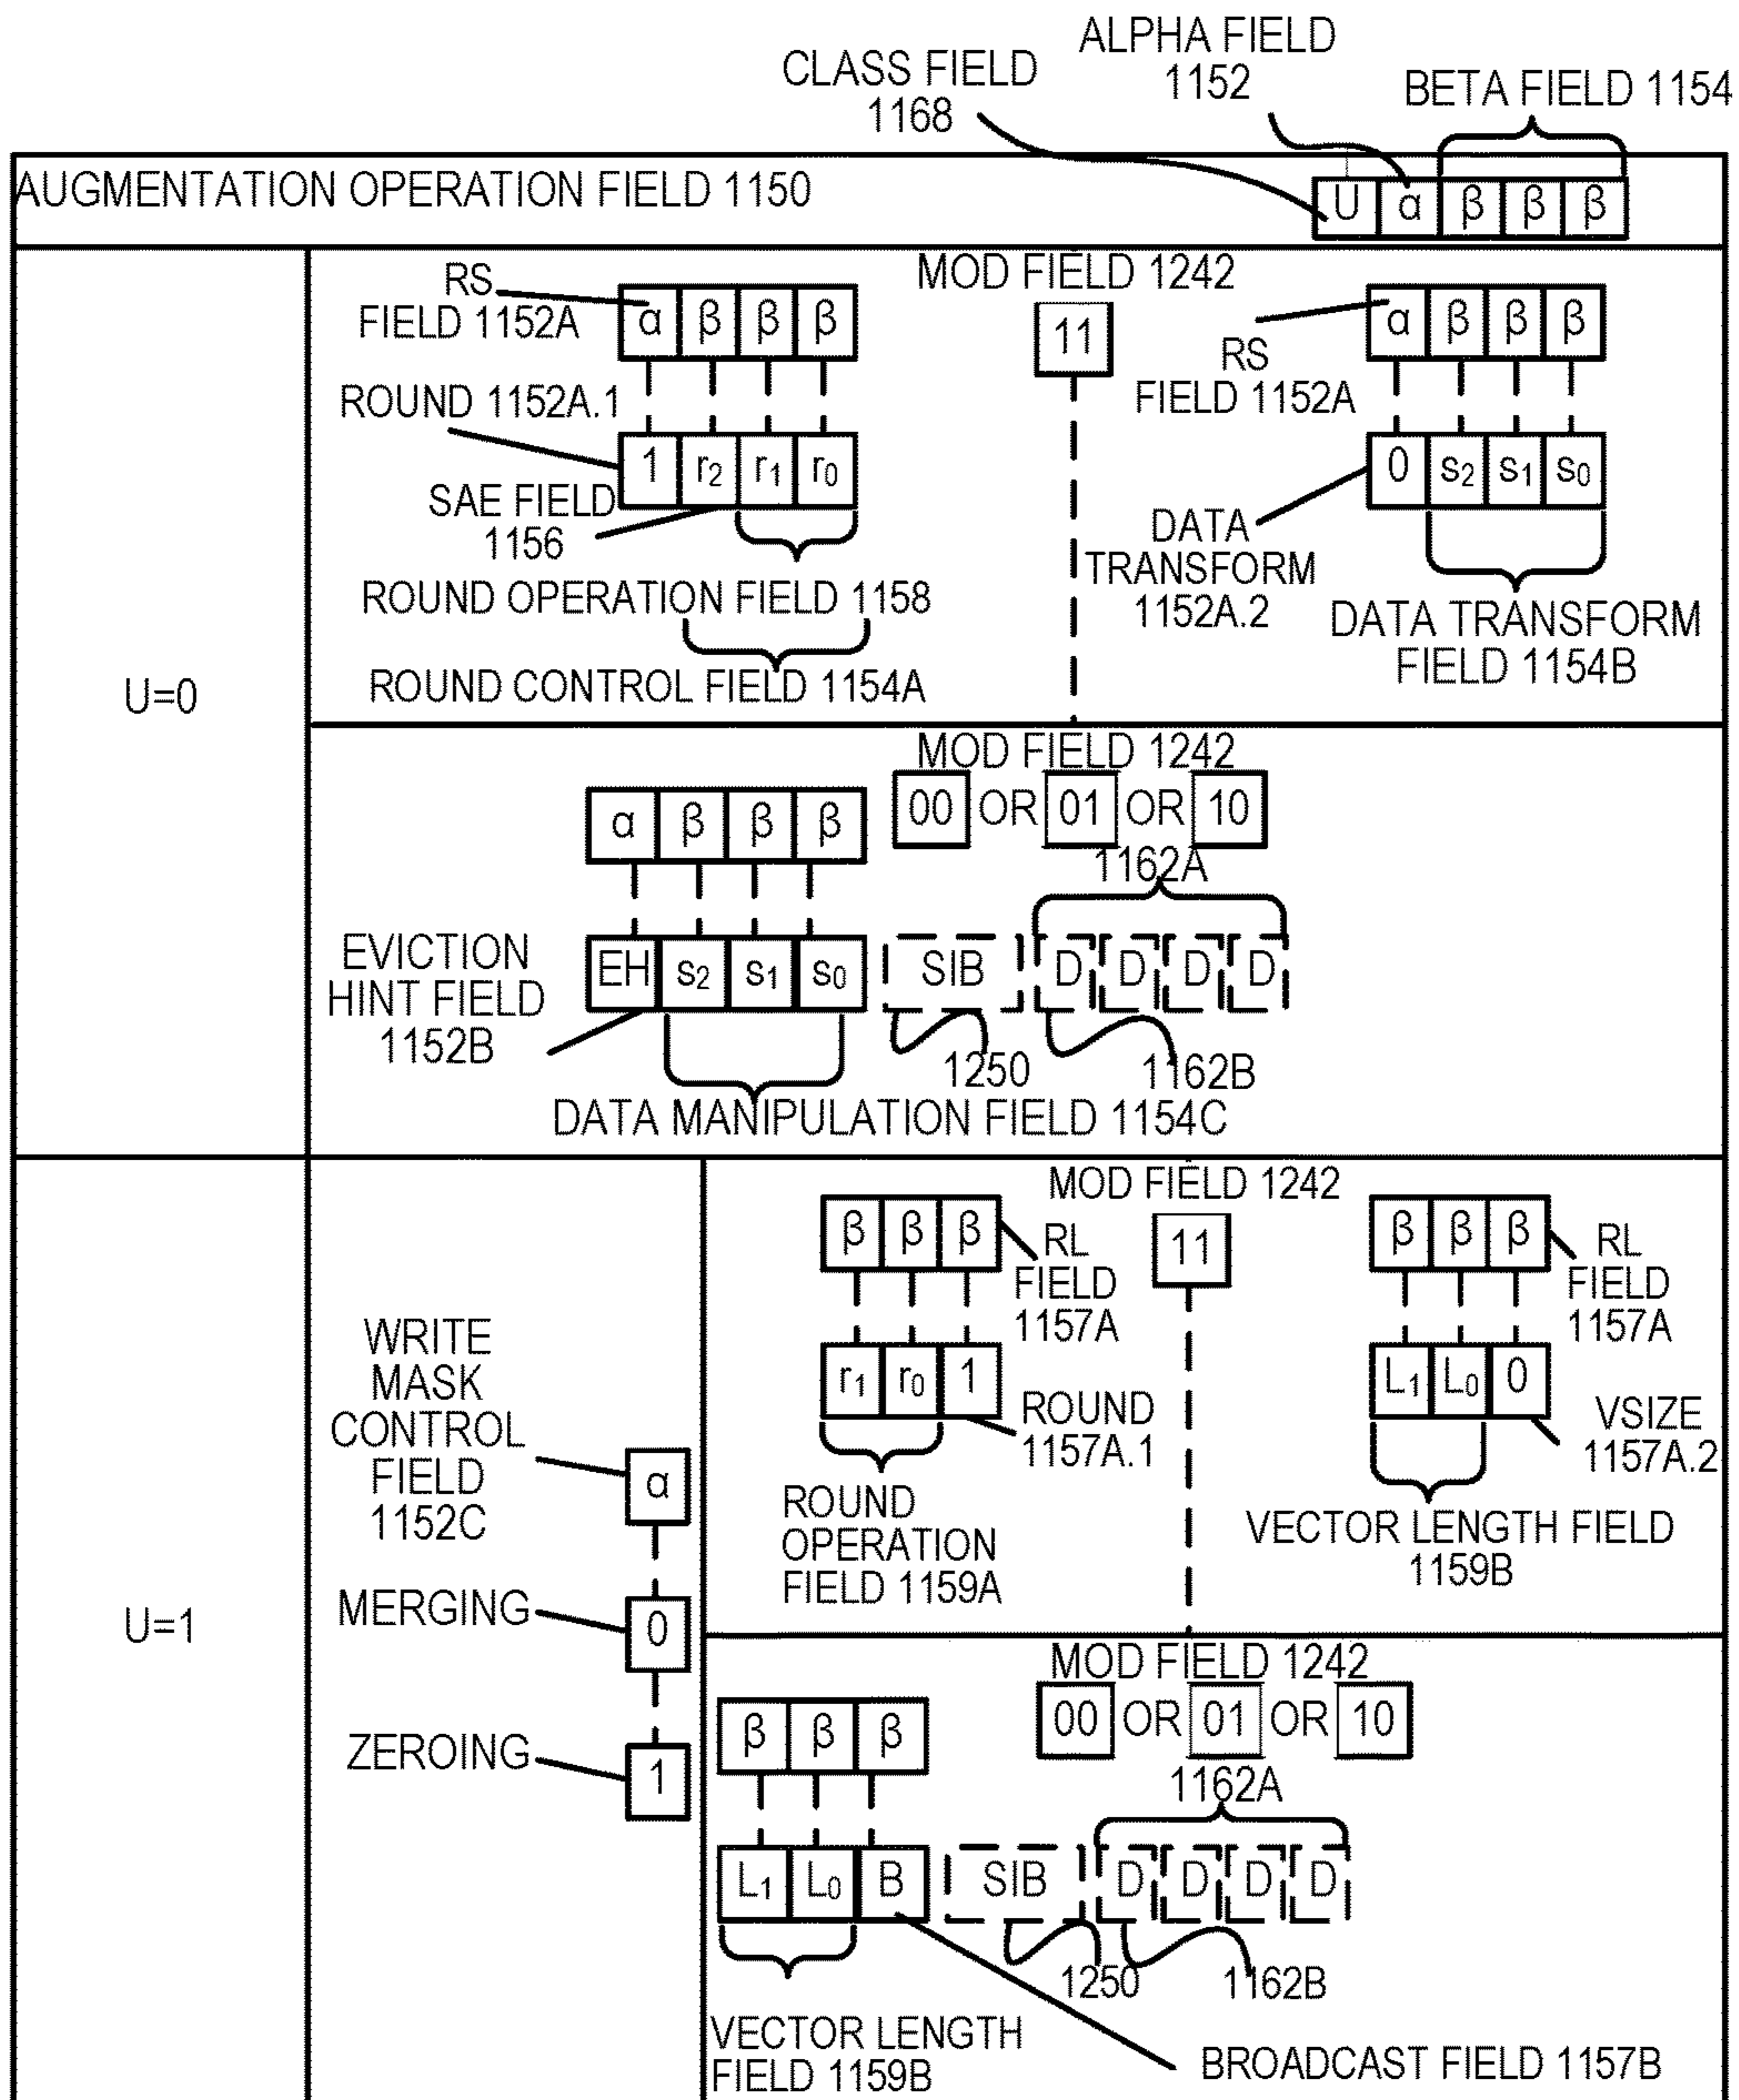 CLASS FIELD
1168
ALPHA FIELD
1152
BETA FIELD 1154
AUGMENTATION OPERATION FIELD 1150
U α β β β
U=0
RS
FIELD 1152A
α β β β
ROUND 1152A.1
1 r2 r1 r0
SAE FIELD
1156
ROUND OPERATION FIELD 1158
ROUND CONTROL FIELD 1154A
MOD FIELD 1242
11
α β β β
RS
FIELD 1152A
0 s2 s1 s0
DATA
TRANSFORM
1152A.2
DATA TRANSFORM
FIELD 1154B
MOD FIELD 1242
00 OR 01 OR 10
α β β β
1162A
EVICTION
HINT FIELD
1152B
EH s2 s1 s0 SIB D D D D
1250
1162B
DATA MANIPULATION FIELD 1154C
U=1
WRITE
MASK
CONTROL
FIELD
1152C
α
MERGING
0
ZEROING
1
MOD FIELD 1242
11
β β β
RL
FIELD
1157A
r1 r0 1
ROUND
1157A.1
ROUND
OPERATION
FIELD 1159A
β β β
RL
FIELD
1157A
L1 L0 0
VSIZE
1157A.2
VECTOR LENGTH FIELD
1159B
MOD FIELD 1242
00 OR 01 OR 10
β β β
1162A
L1 L0 B SIB D D D D
1250
1162B
VECTOR LENGTH
FIELD 1159B
BROADCAST FIELD 1157B